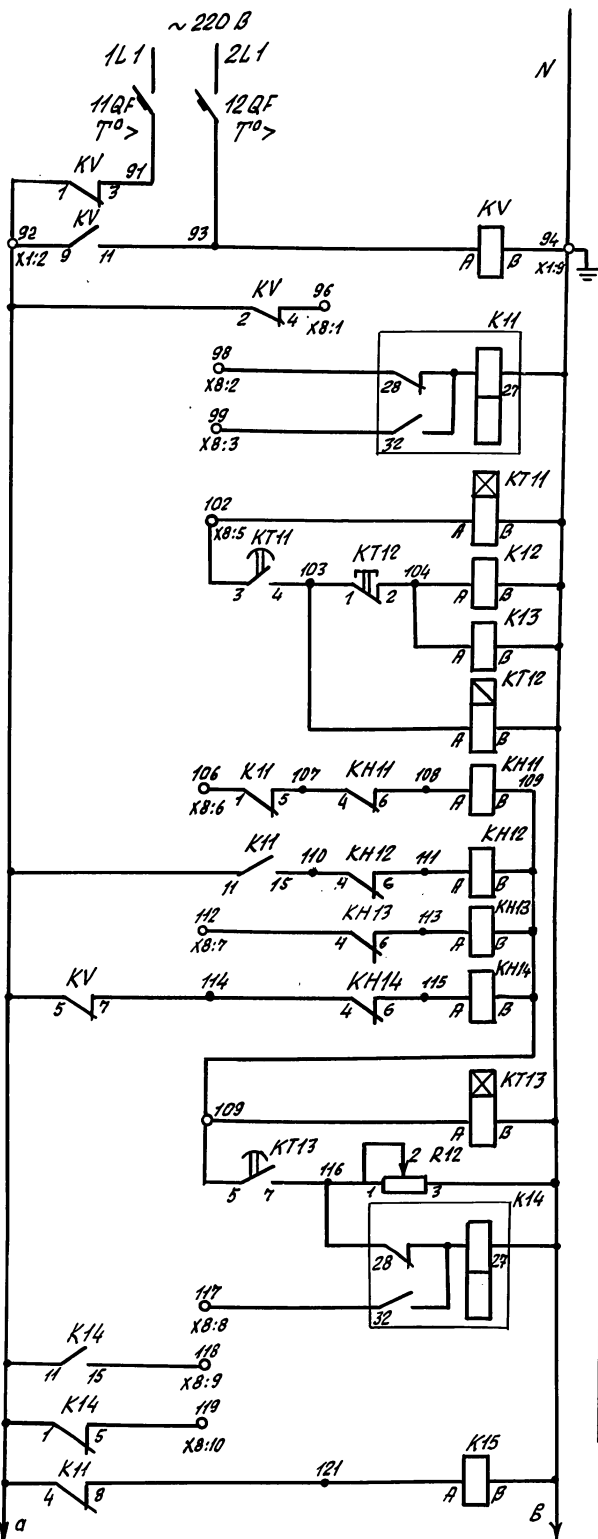 ~ 220 В
1L1 2L1
N
11QF 12QF
T° > T° >
KV 91
1 3
92 KV 93 KV 94
X1:2 9 11 A B X1:9
KV 96
2 4 X8:1
K11
98
X8:2 28 27
99
X8:3 32
KT11
102
X8:5 A B
KT11 KT12 K12
3 4 103 1 2 104 A B
K13
A B
KT12
A B
106 K11 107 KH11 108 KH11 109
X8:6 1 5 4 6 A B
K11 110 KH12 111 KH12
11 15 4 6 A B
112 KH13 113 KH13
X8:7 4 6 A B
KV 114 KH14 115 KH14
5 7 4 6 A B
KT13
109
A B
KT13 116 2 R12
5 7 1 3
K14
28 27
117
X8:8 32
K14 118
11 15 X8:9
K14 119
1 5 X8:10
K11 121 K15
4 8 A B
a в